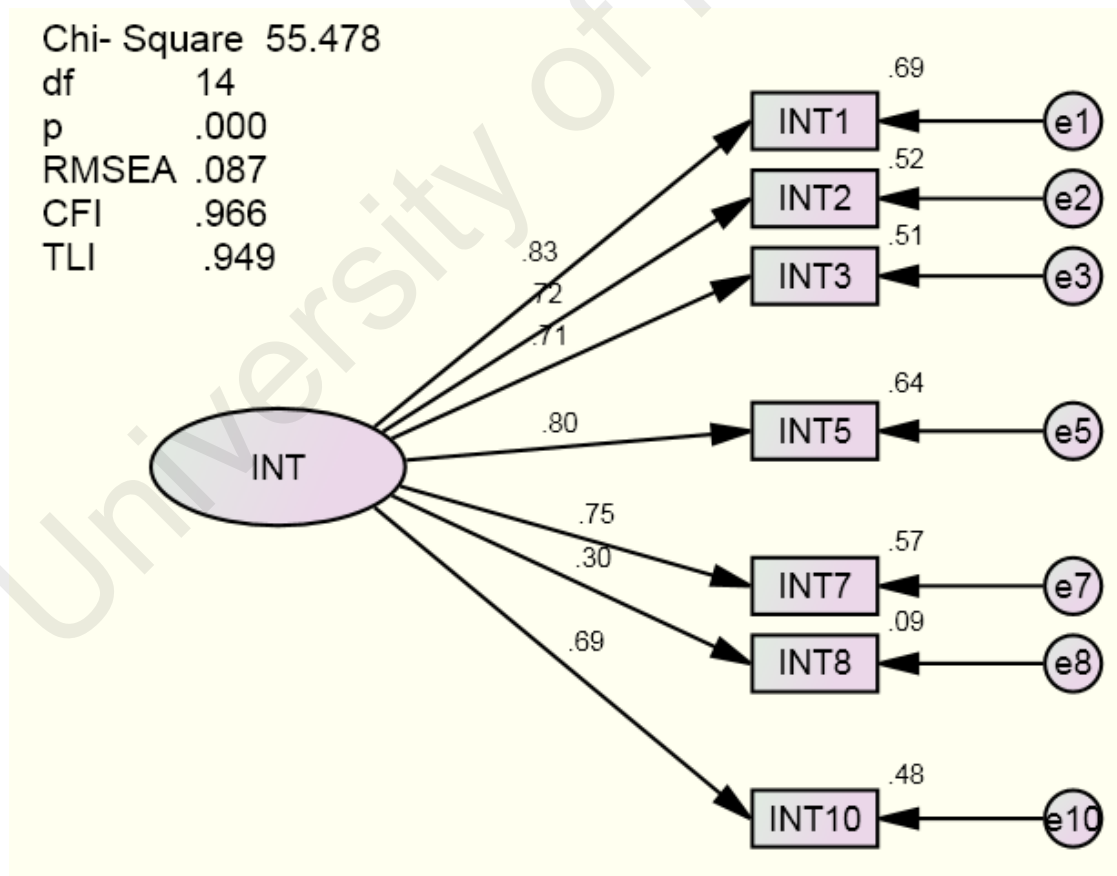 Chi- Square 55.478
df 14
p .000
RMSEA .087
CFI .966
TLI .949
.69
INT1
e1
.52
INT2
e2
.51
INT3
e3
.83
.72
.71
.64
INT5
e5
.80
INT
.75
.57
INT7
e7
.30
.09
INT8
e8
.69
.48
INT10
e10
University of